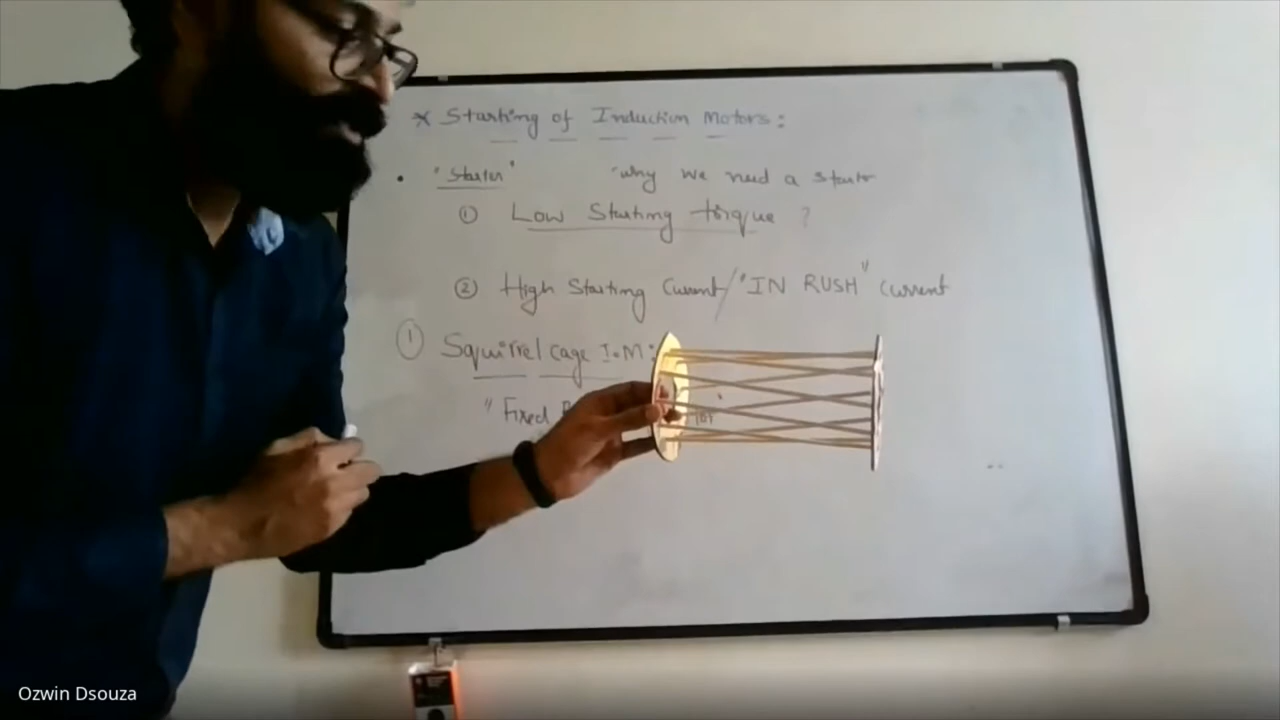 * Starting of Induction Motors:
• "Starter" "why we need a starter
① Low Starting torque ?
② High Starting Current/"IN RUSH" current
① Squirrel cage I.M:
" Fixed
Ozwin Dsouza